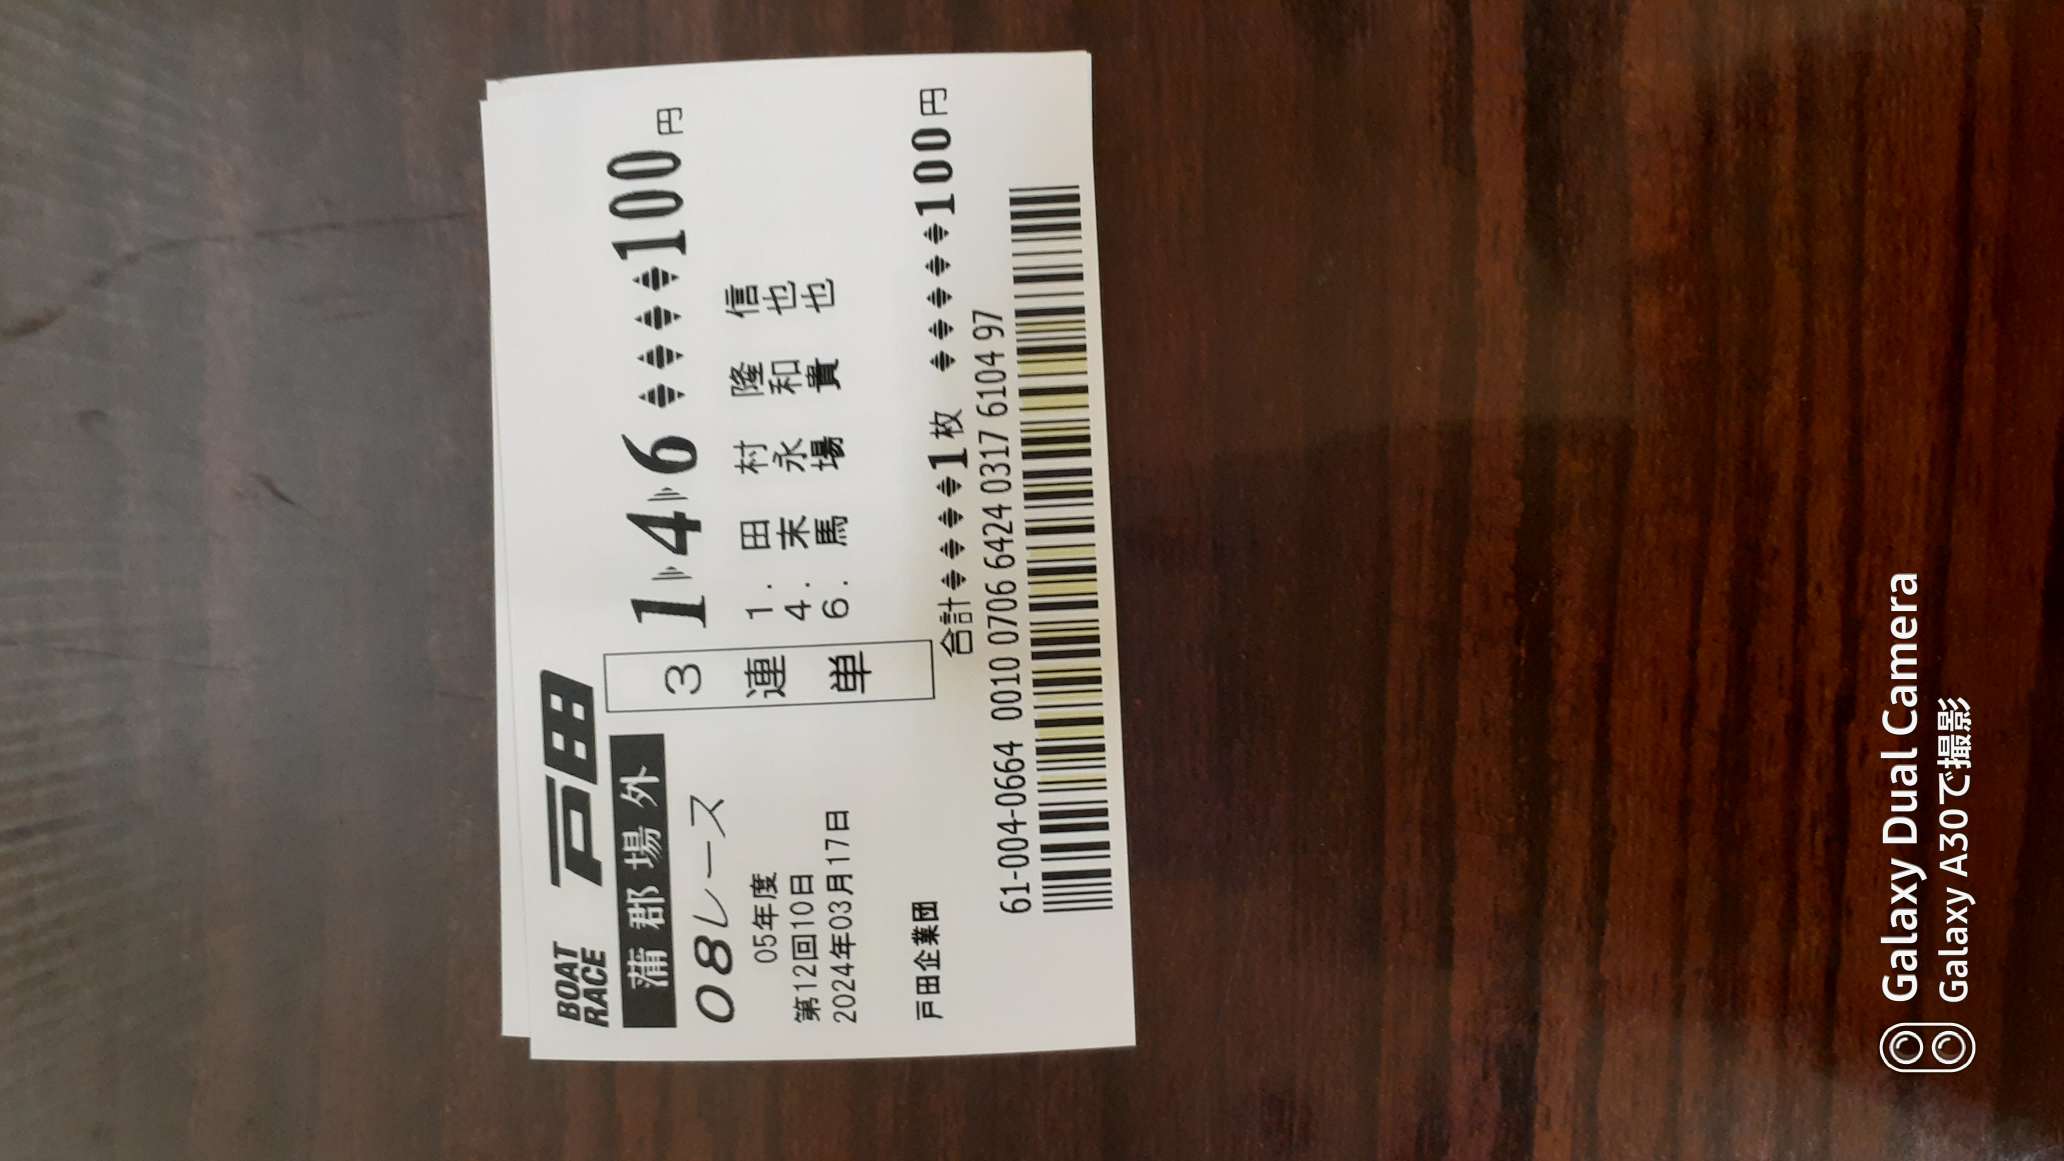 BOAT RACE 戸田
蒲郡場外
08レース
05年度
第12回10日
2024年03月17日
戸田企業団
3連単
1-4-6 100円
1. 田村 隆信
4. 末永 和也
6. 馬場 貴也
合計 1枚 100円
61-004-0664 0010 0706 6424 0317 6104 97
Galaxy Dual Camera
Galaxy A30で撮影